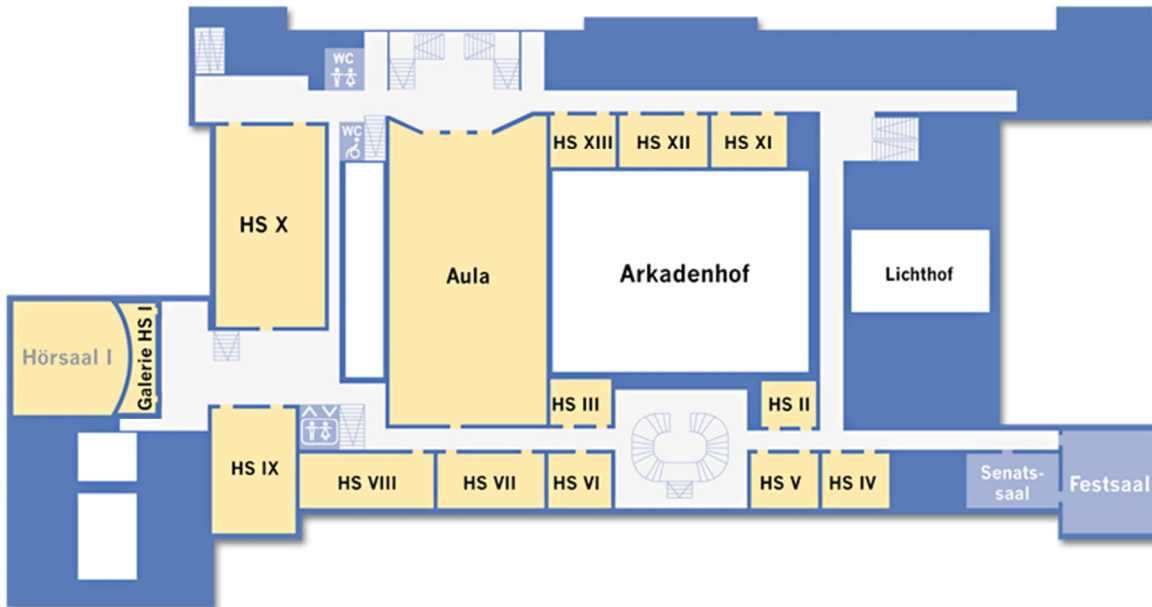 WC
WC
HS XIII
HS XII
HS XI
HS X
Aula
Arkadenhof
Lichthof
Hörsaal I
Galerie HS I
HS III
HS II
HS IX
HS VIII
HS VII
HS VI
HS V
HS IV
Senats-
saal
Festsaal